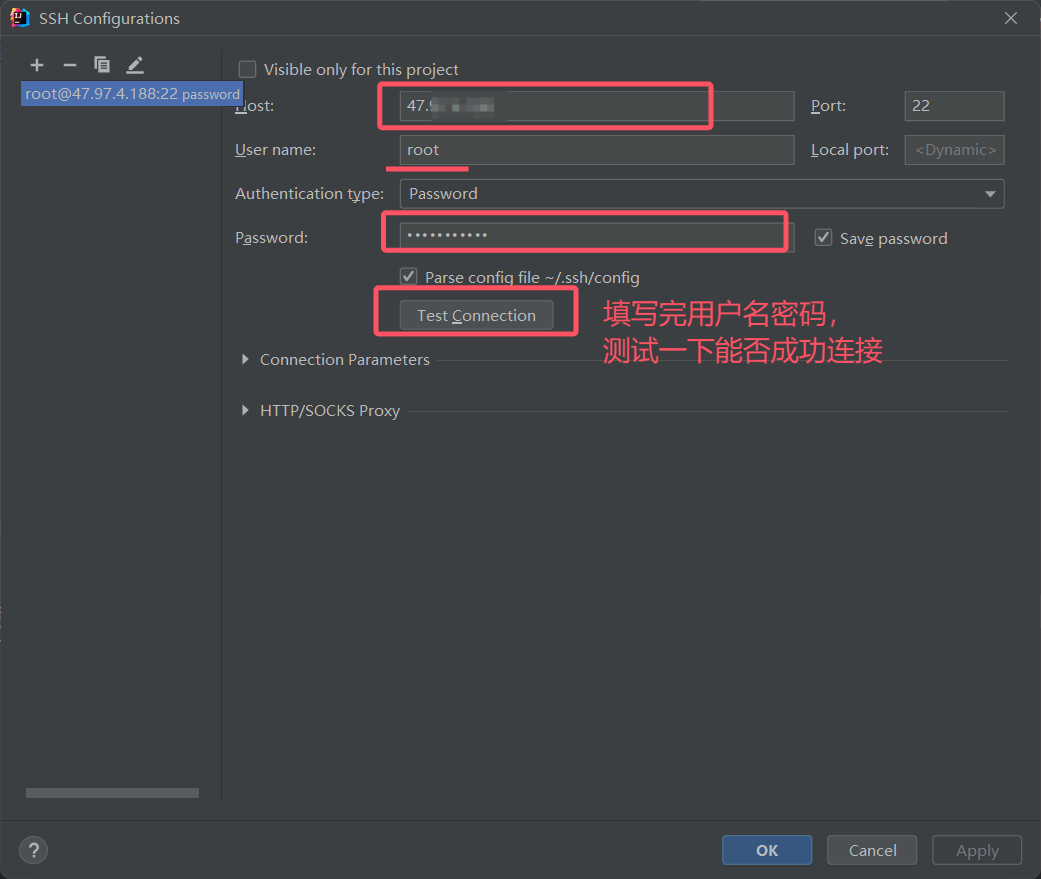 SSH Configurations
Visible only for this project
root@47.97.4.188:22 password
Host:
47.9
Port:
22
User name:
root
Local port:
<Dynamic>
Authentication type:
Password
Password:
•••••••••••
Save password
Parse config file ~/.ssh/config
Test Connection
填写完用户名密码，
测试一下能否成功连接
Connection Parameters
HTTP/SOCKS Proxy
?
OK
Cancel
Apply